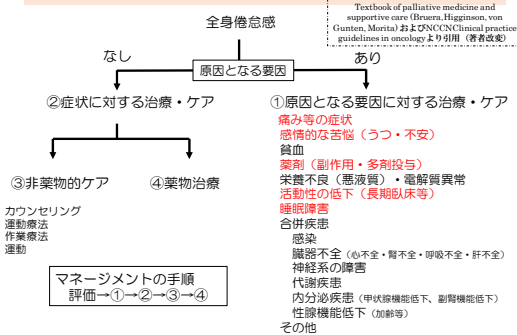 Textbook of palliative medicine and
supportive care (Bruera,Higginson, von
Gunten, Morita) およびNCCNClinical practice
guidelines in oncologyより引用（著者改変）
全身倦怠感
なし
あり
原因となる要因
②症状に対する治療・ケア
①原因となる要因に対する治療・ケア
痛み等の症状
感情的な苦悩（うつ・不安）
貧血
薬剤（副作用・多剤投与）
栄養不良（悪液質）・電解質異常
活動性の低下（長期臥床等）
睡眠障害
合併疾患
感染
臓器不全（心不全・腎不全・呼吸不全・肝不全）
神経系の障害
代謝疾患
内分泌疾患（甲状腺機能低下、副腎機能低下）
性腺機能低下（加齢等）
その他
③非薬物的ケア
④薬物治療
カウンセリング
運動療法
作業療法
運動
マネージメントの手順
評価→①→②→③→④